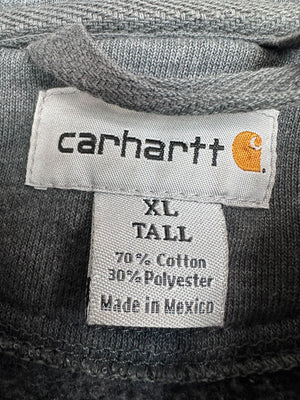 carhartt
XL
TALL
70% Cotton
30% Polyester
Made in Mexico